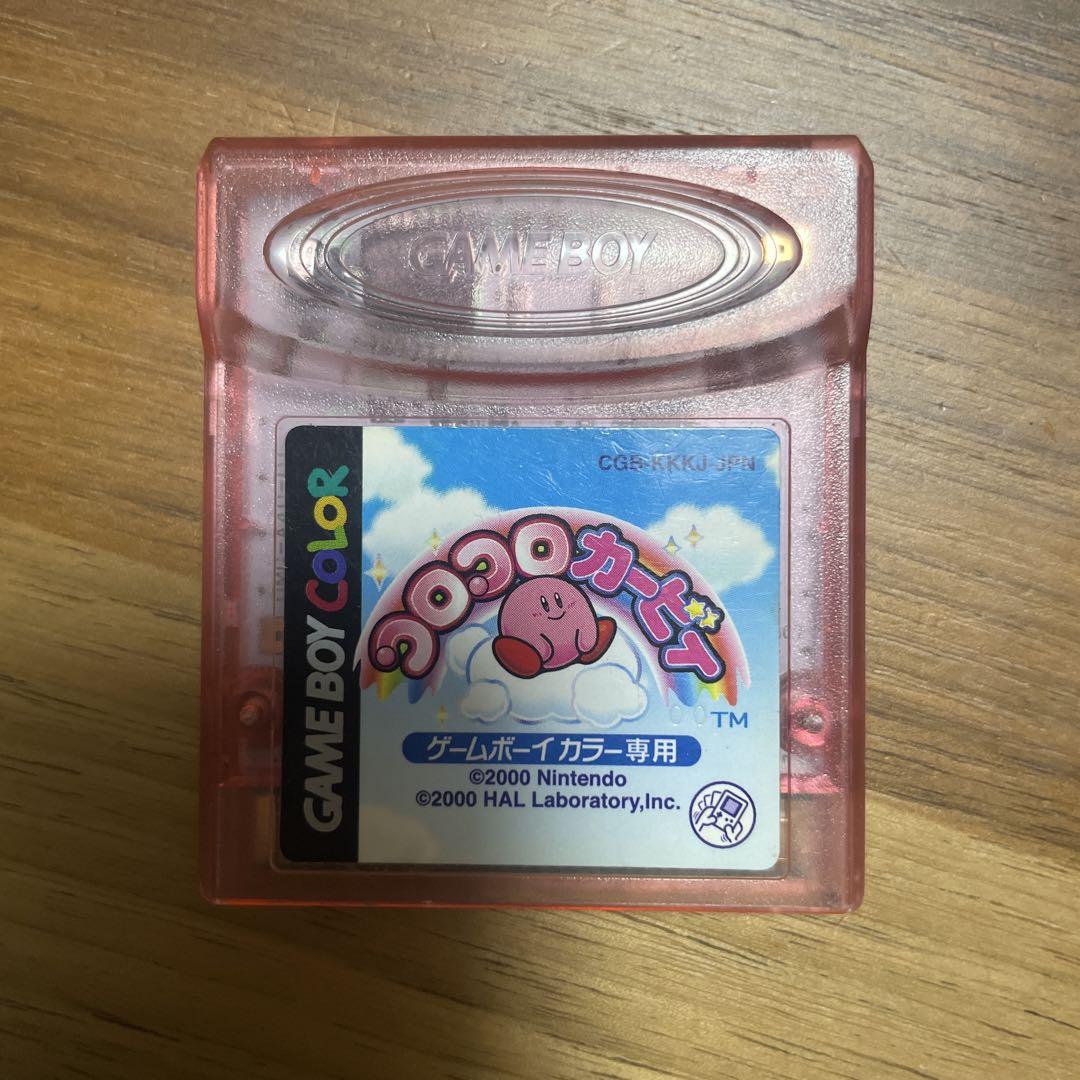 GAME BOY
GAME BOY COLOR
CGB-KKKJ-JPN
コロコロカービィ
TM
ゲームボーイカラー専用
©2000 Nintendo
©2000 HAL Laboratory,Inc.